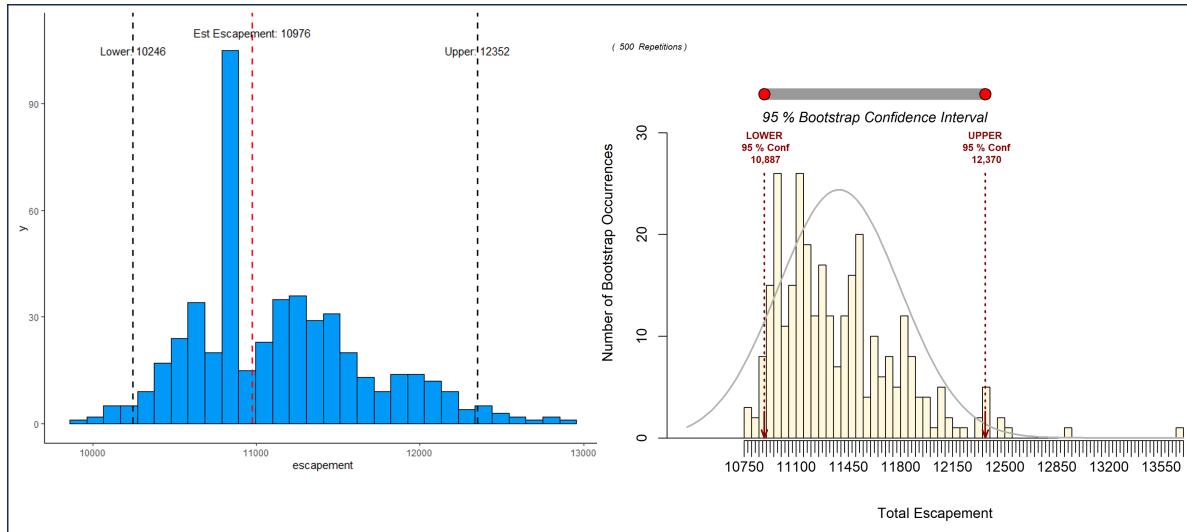 Est Escapement: 10976
Lower: 10246
Upper: 12352
90
60
30
0
y
10000
11000
12000
13000
escapement
( 500 Repetitions )
95 % Bootstrap Confidence Interval
LOWER
95 % Conf
10,887
UPPER
95 % Conf
12,370
30
20
10
0
Number of Bootstrap Occurrences
10750 11100 11450 11800 12150 12500 12850 13200 13550
Total Escapement